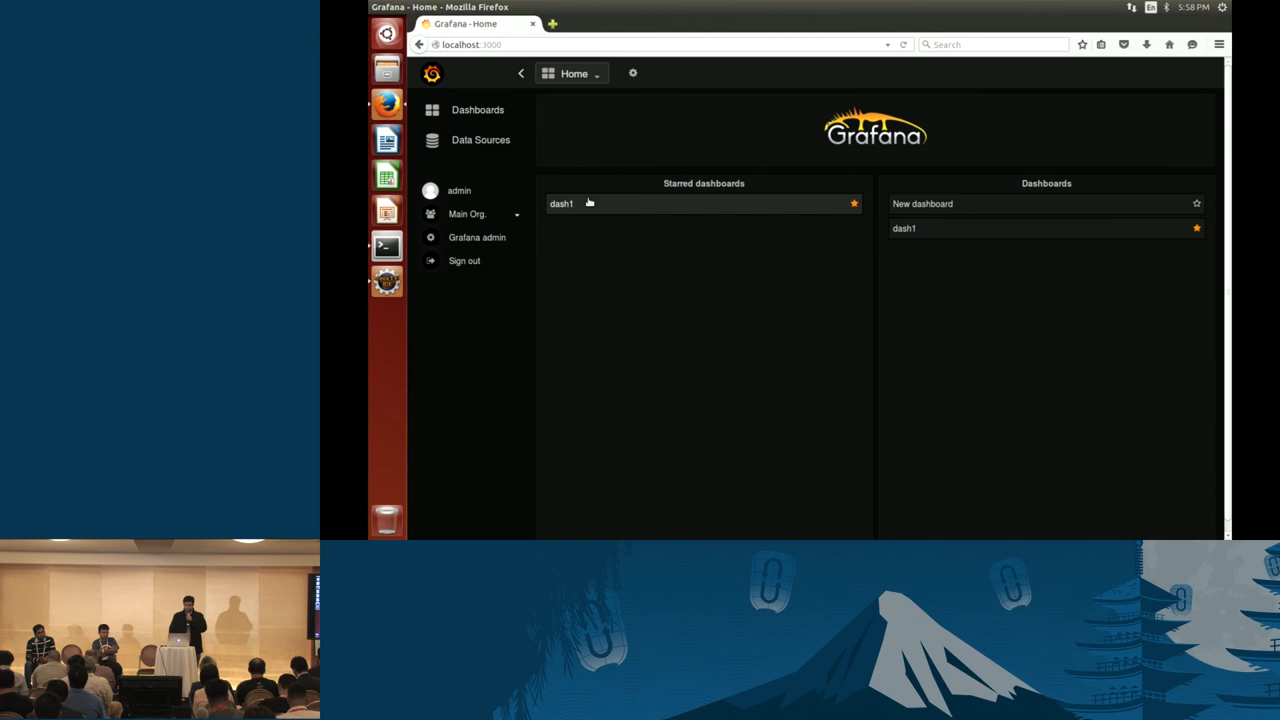 Grafana - Home - Mozilla Firefox
En
5:58 PM
Grafana - Home
localhost:3000
Search
Home
Dashboards
Data Sources
admin
Main Org.
Grafana admin
Sign out
Grafana
Starred dashboards
dash1
Dashboards
New dashboard
dash1